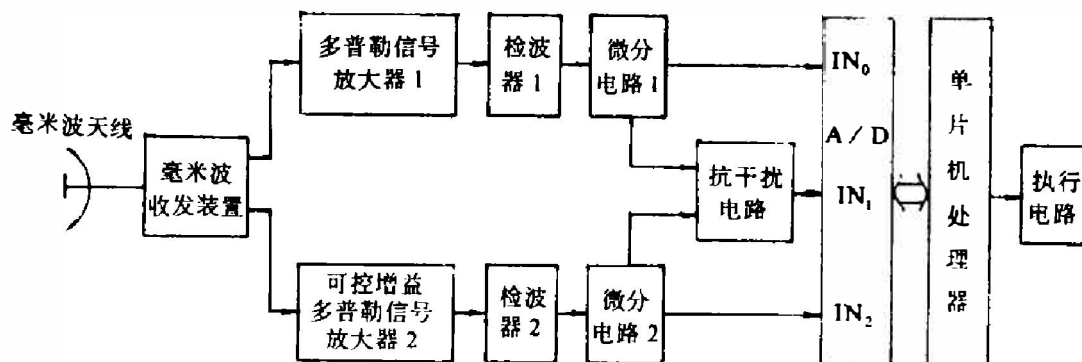 多普勒信号
放大器1
检波
器1
微分
电路1
IN₀
A/D
IN₁
IN₂
单片机处理器
毫米波天线
毫米波
收发装置
抗干扰
电路
执行
电路
可控增益
多普勒信号
放大器2
检波
器2
微分
电路2